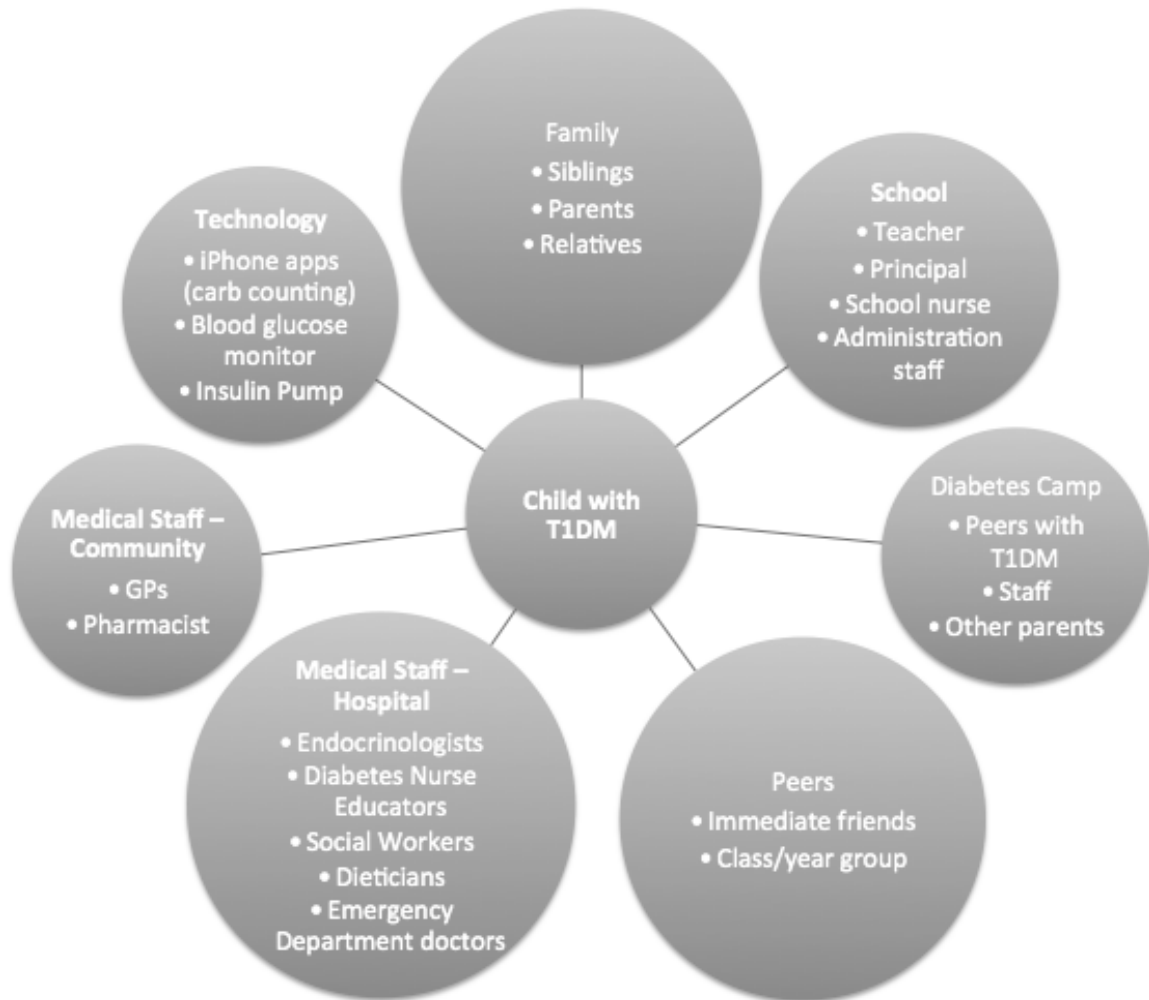 Family
• Siblings
• Parents
• Relatives
School
• Teacher
• Principal
• School nurse
• Administration
staff
Technology
• iPhone apps
(carb counting)
• Blood glucose
monitor
• Insulin Pump
Child with
T1DM
Diabetes Camp
• Peers with
T1DM
• Staff
• Other parents
Medical Staff –
Community
• GPs
• Pharmacist
Medical Staff –
Hospital
• Endocrinologists
• Diabetes Nurse
Educators
• Social Workers
• Dieticians
• Emergency
Department doctors
Peers
• Immediate friends
• Class/year group